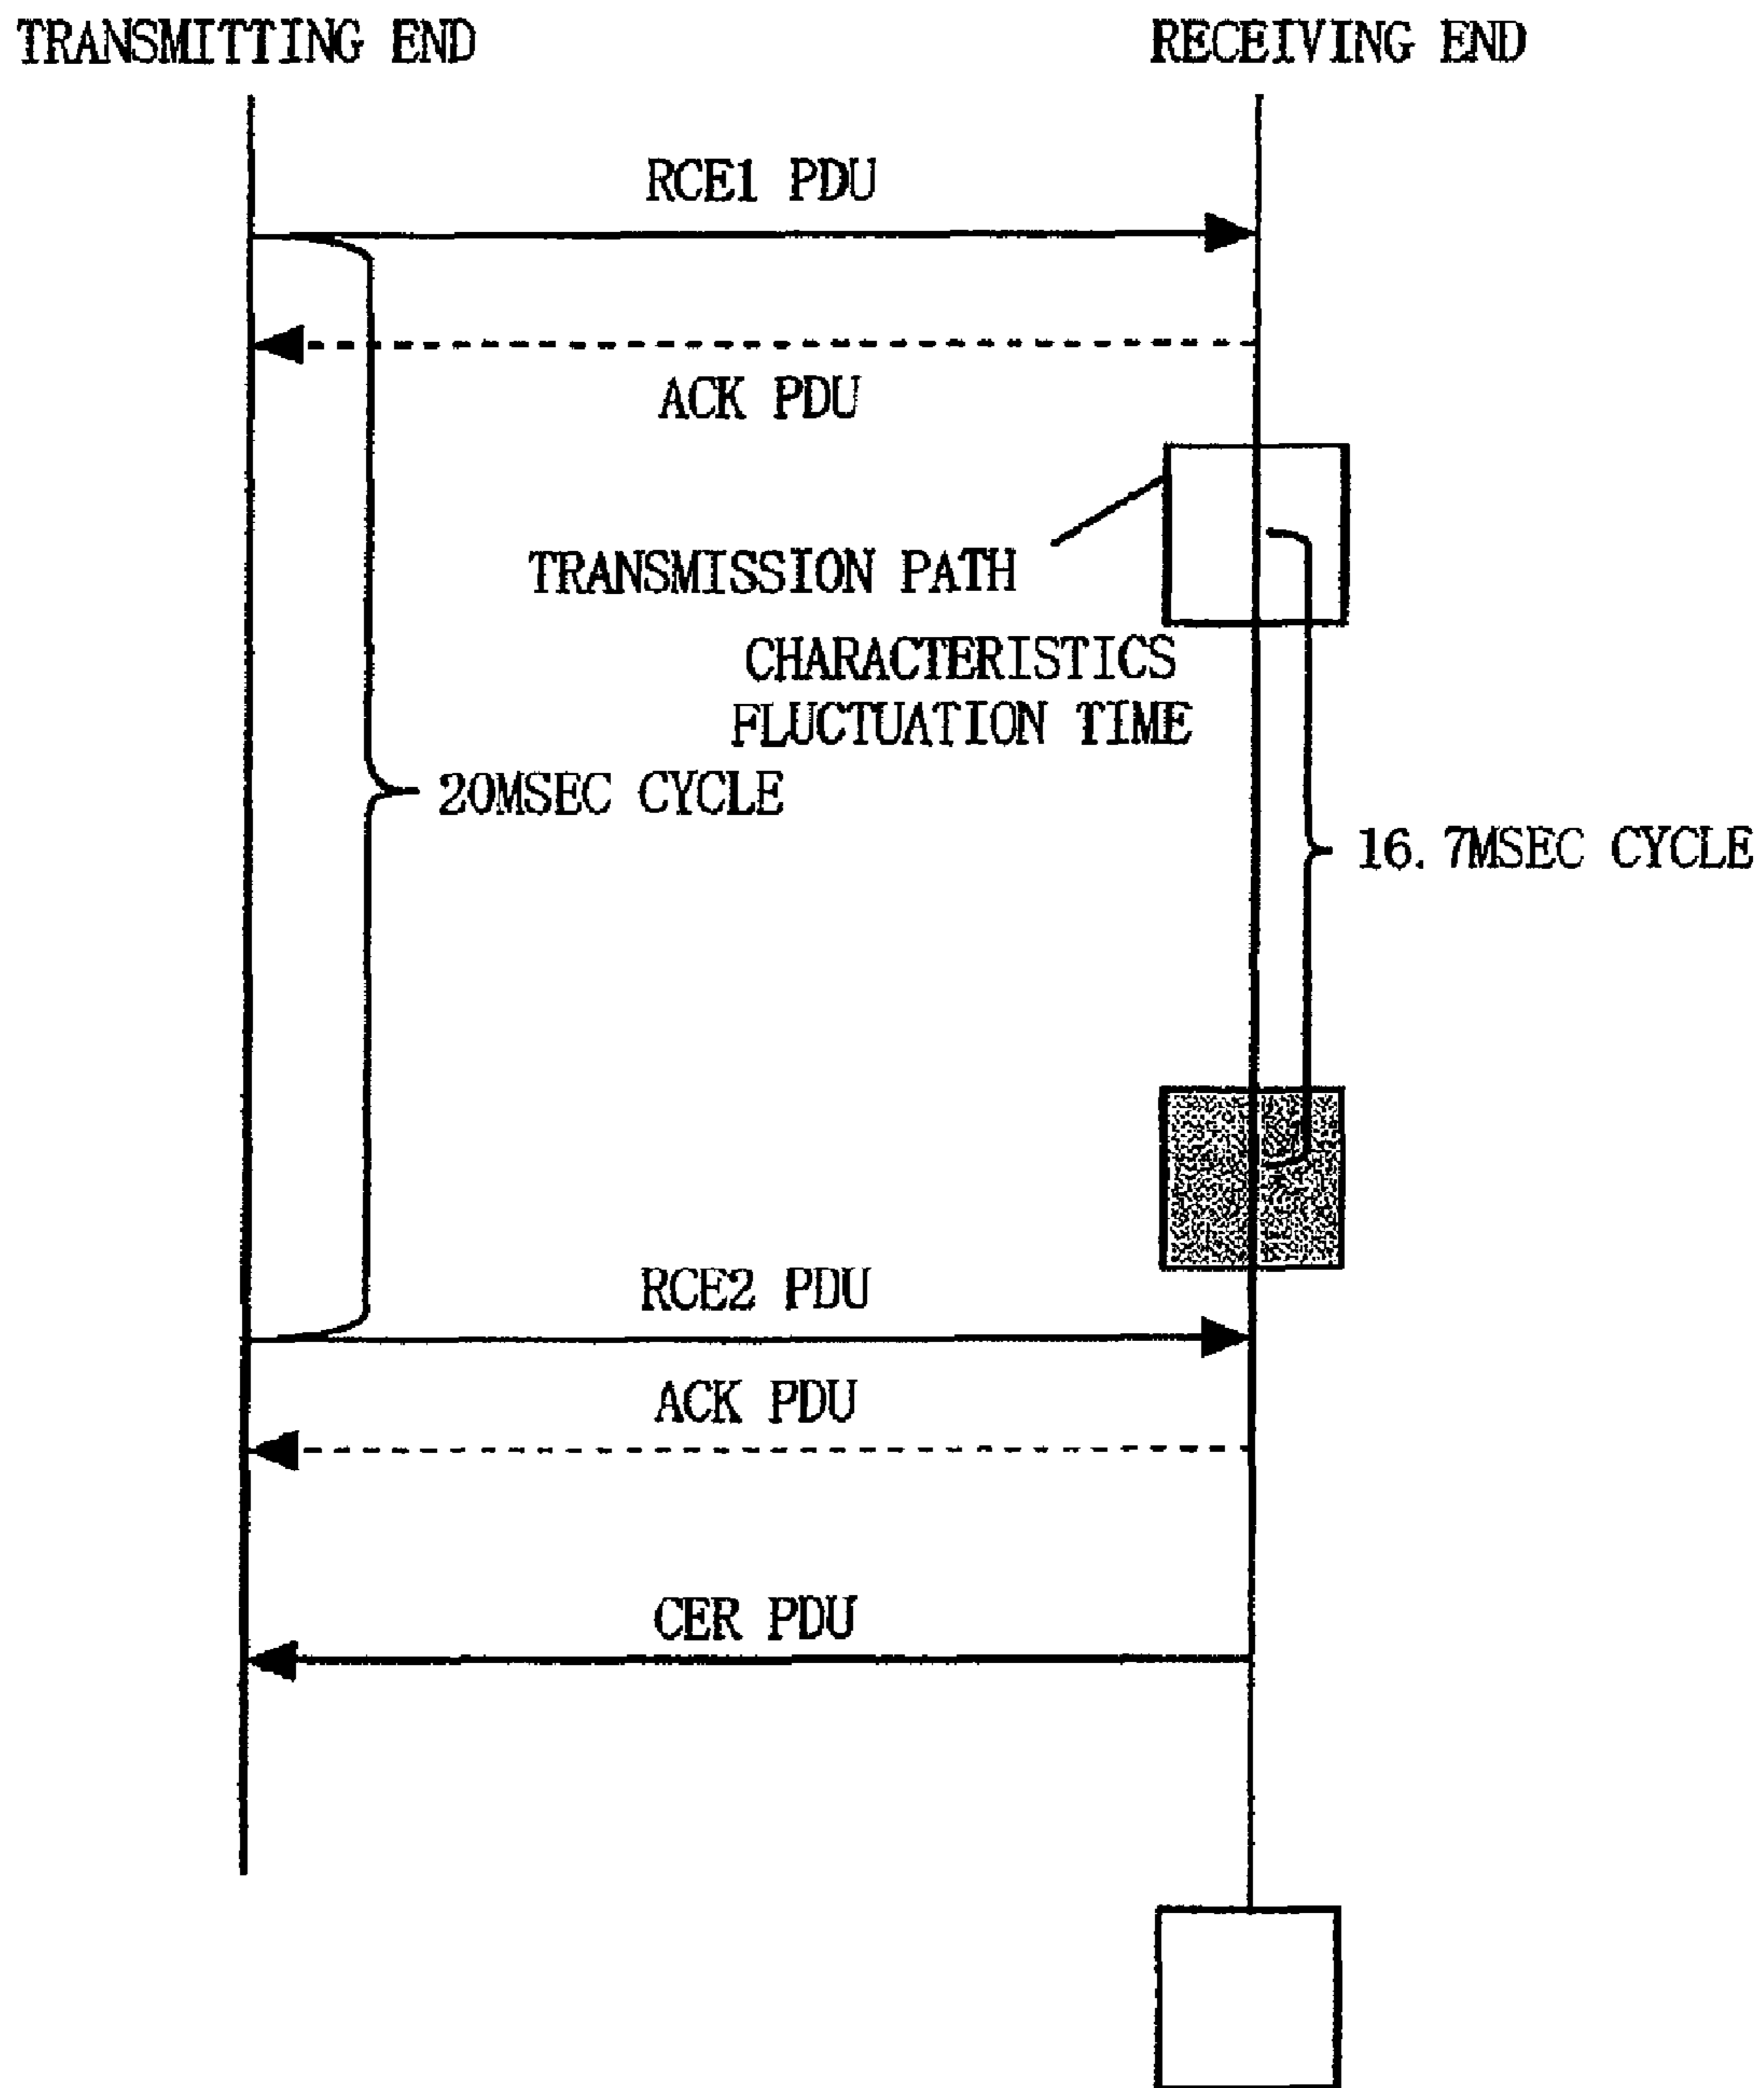 TRANSMITTING END
RECEIVING END
RCE1 PDU
ACK PDU
TRANSMISSION PATH
CHARACTERISTICS
FLUCTUATION TIME
20MSEC CYCLE
16. 7MSEC CYCLE
RCE2 PDU
ACK PDU
CER PDU